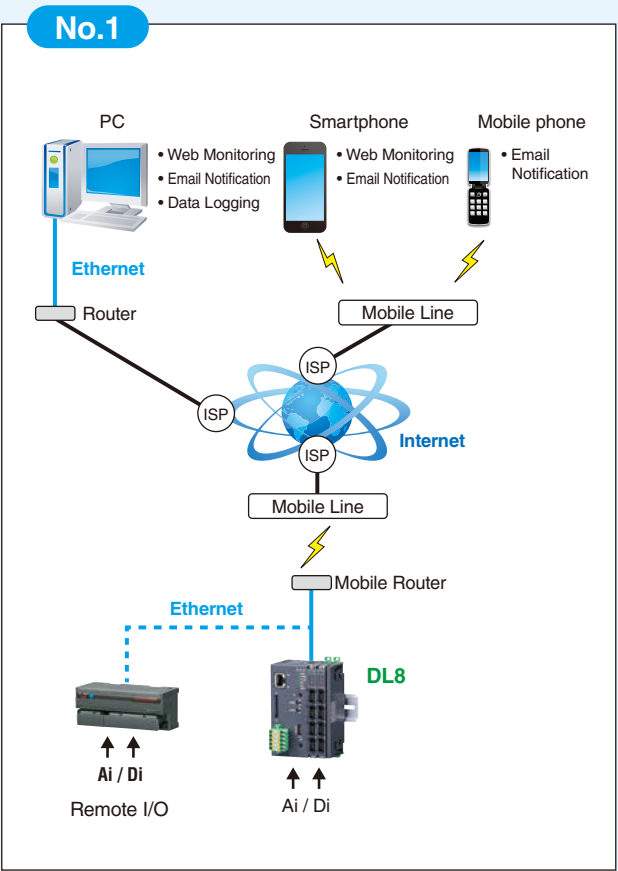 No.1
PC
• Web Monitoring
• Email Notification
• Data Logging
Smartphone
• Web Monitoring
• Email Notification
Mobile phone
• Email
Notification
Ethernet
Router
Mobile Line
ISP
ISP
Internet
ISP
Mobile Line
Mobile Router
Ethernet
DL8
Ai / Di
Remote I/O
Ai / Di